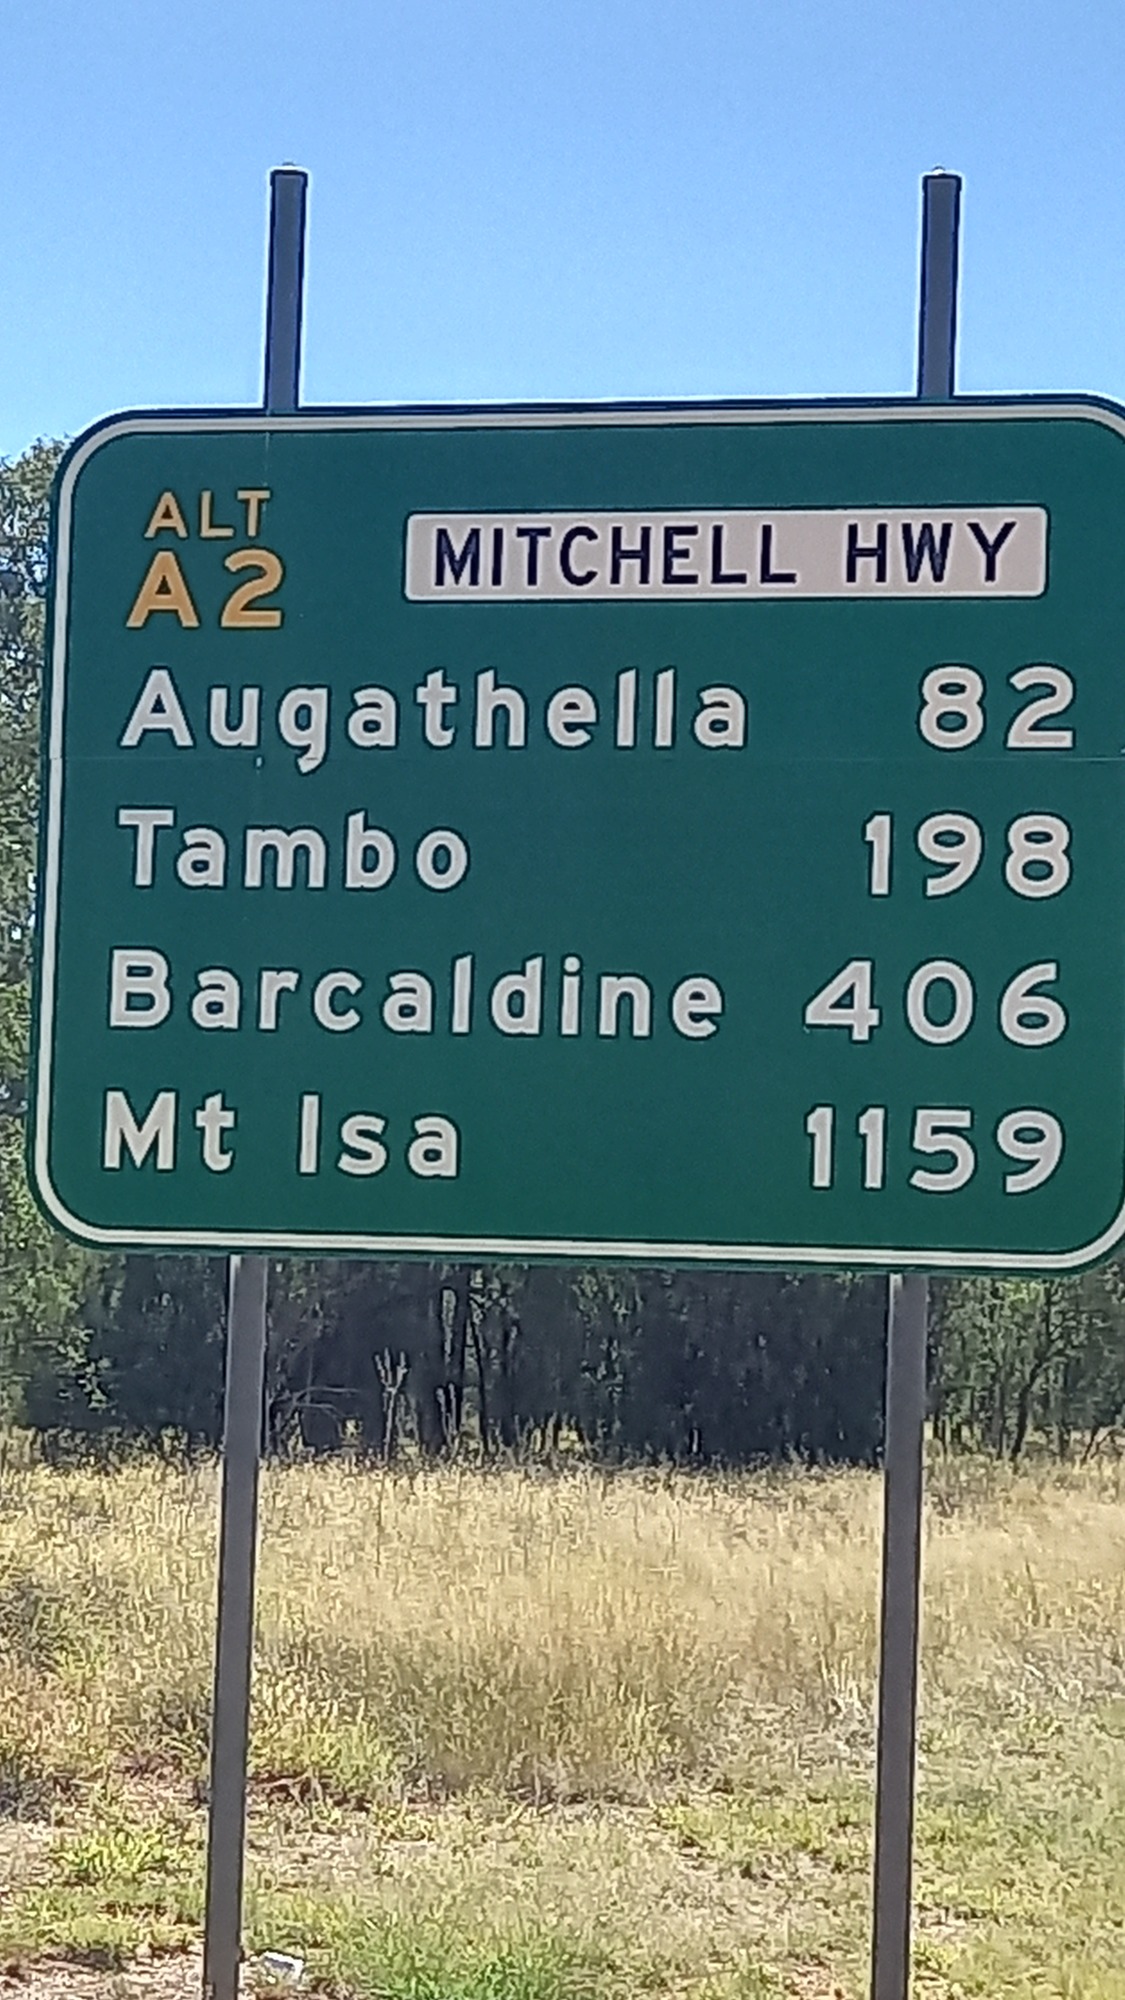 ALT
A2 MITCHELL HWY
Augathella 82
Tambo 198
Barcaldine 406
Mt Isa 1159